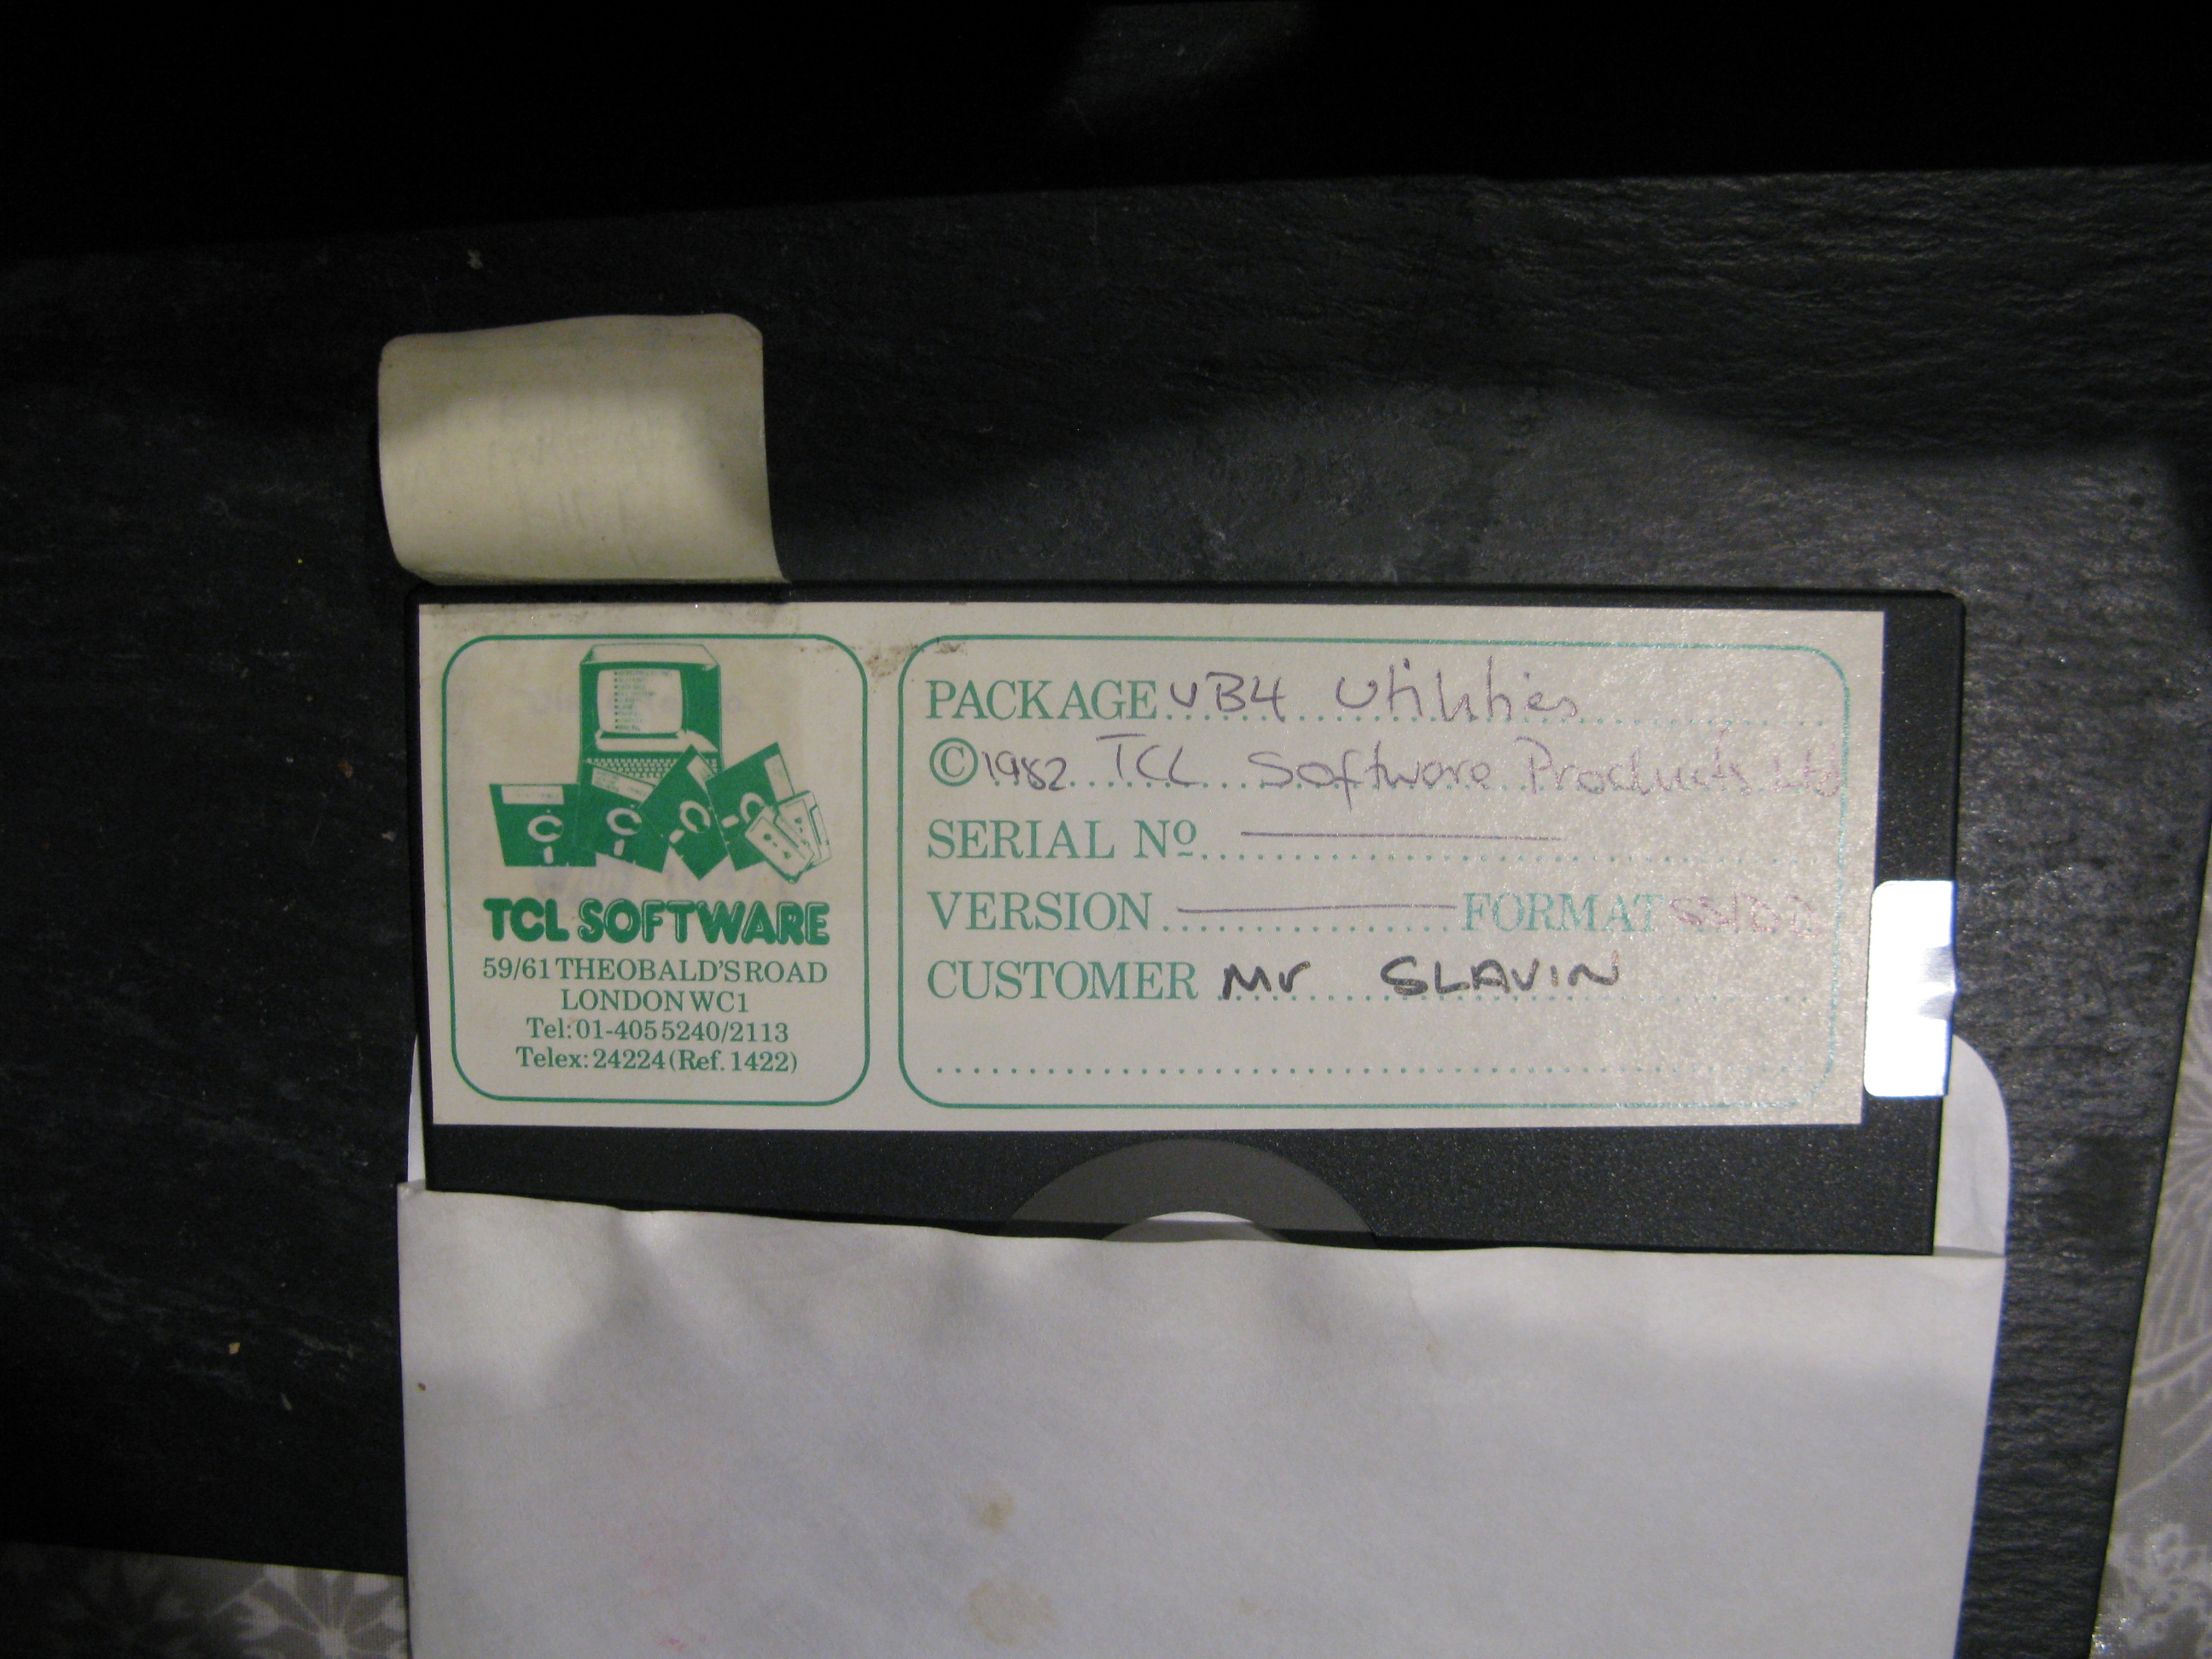 TCL SOFTWARE
59/61 THEOBALD'S ROAD
LONDON WC1
Tel: 01-405 5240/2113
Telex: 24224 (Ref. 1422)
PACKAGE VB4 Utilities
©1982 TCL Software Products Ltd
SERIAL Nº
VERSION FORMAT
CUSTOMER Mr SLAVIN